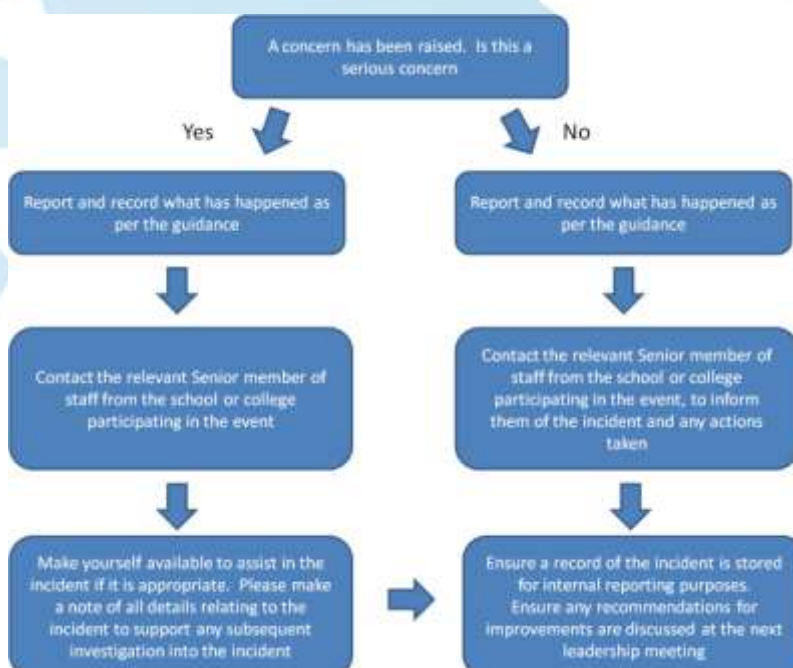 A concern has been raised. Is this a
serious concern
Yes
No
Report and record what has happened as
per the guidance
Report and record what has happened as
per the guidance
Contact the relevant Senior member of
staff from the school or college
participating in the event
Contact the relevant Senior member of
staff from the school or college
participating in the event, to inform
them of the incident and any actions
taken
Make yourself available to assist in the
incident if it is appropriate. Please make
a note of all details relating to the
incident to support any subsequent
investigation into the incident
Ensure a record of the incident is stored
for internal reporting purposes.
Ensure any recommendations for
improvements are discussed at the next
leadership meeting